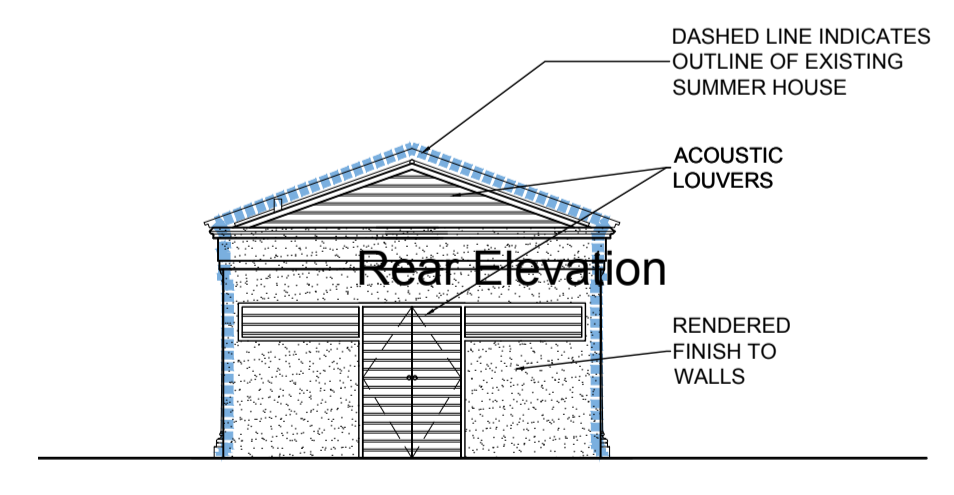 DASHED LINE INDICATES
OUTLINE OF EXISTING
SUMMER HOUSE
ACOUSTIC
LOUVERS
Rear Elevation
RENDERED
FINISH TO
WALLS